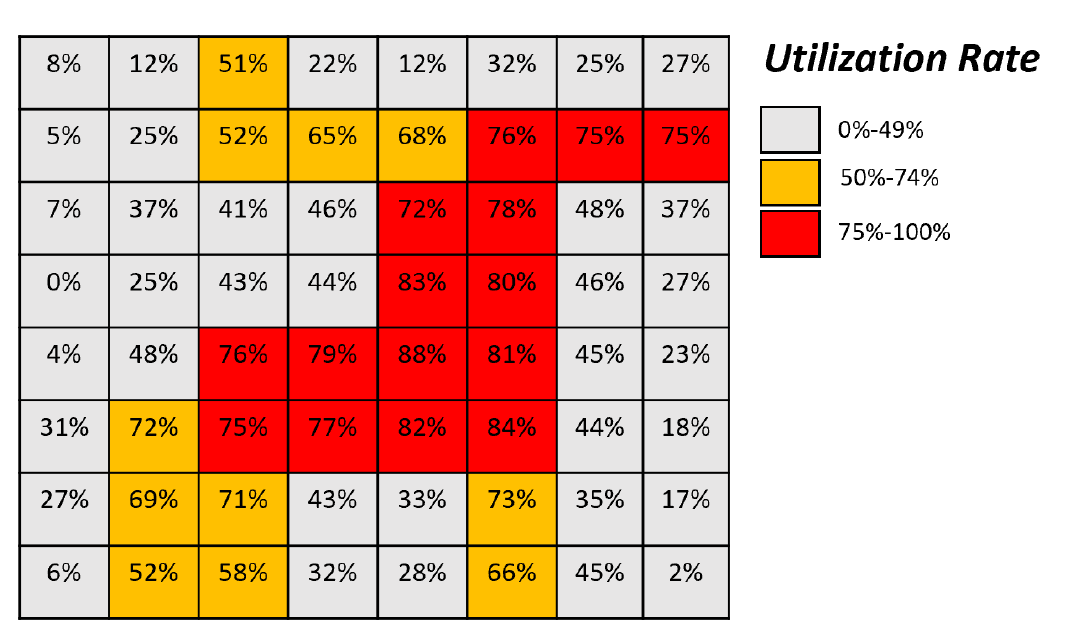 8% 12% 51% 22% 12% 32% 25% 27%
Utilization Rate
5% 25% 52% 65% 68% 76% 75% 75%
0%-49%
50%-74%
7% 37% 41% 46% 72% 78% 48% 37%
75%-100%
0% 25% 43% 44% 83% 80% 46% 27%
4% 48% 76% 79% 88% 81% 45% 23%
31% 72% 75% 77% 82% 84% 44% 18%
27% 69% 71% 43% 33% 73% 35% 17%
6% 52% 58% 32% 28% 66% 45% 2%